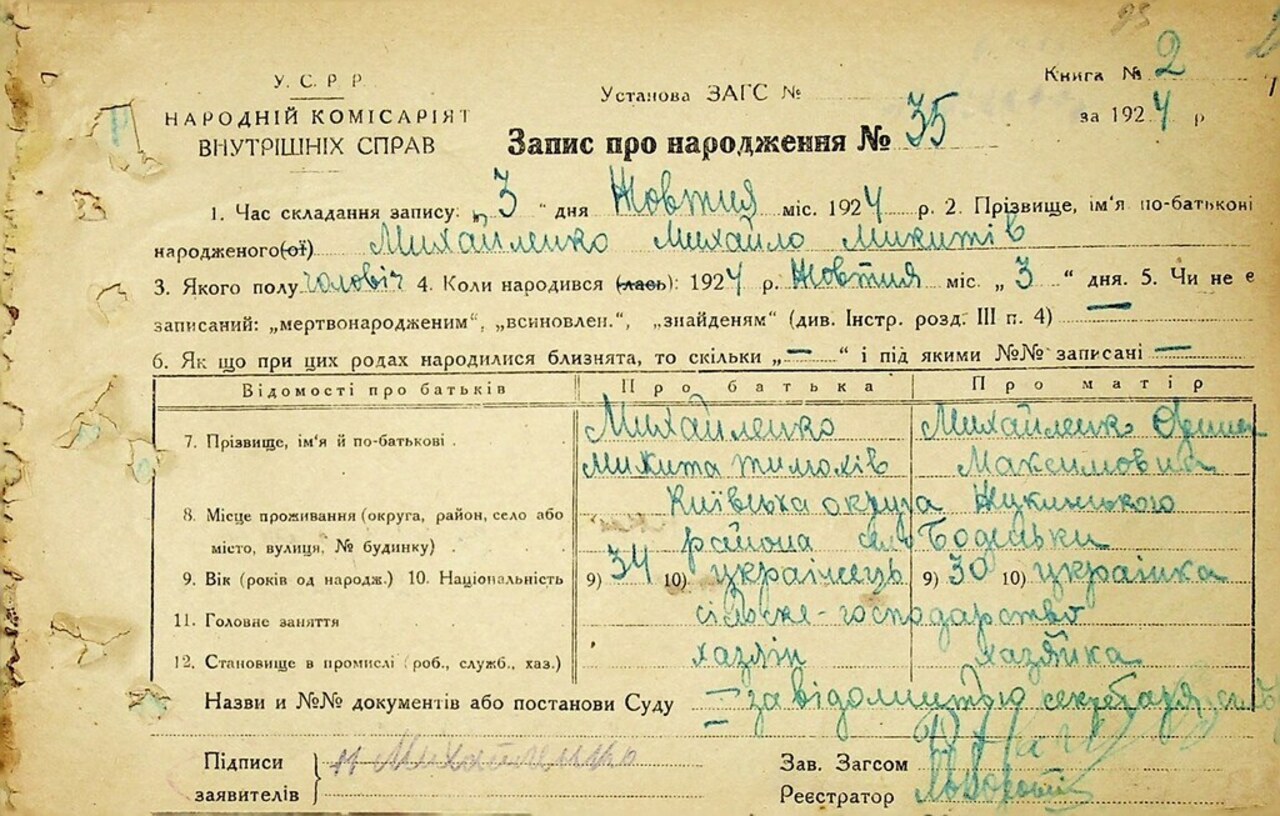 93
У. С. Р. Р.
НАРОДНІЙ КОМІСАРІЯТ
ВНУТРІШНІХ СПРАВ
Установа ЗАГС №
Книга № 2
за 1924 р
Запис про народження № 35
1. Час складання запису: „3“ дня Жовтня міс. 1924 р. 2. Прізвище, ім'я по-батькові
народженого(ої) Михайленко Михайло Микитів
3. Якого полу чоловіч 4. Коли народився (лась): 1924 р. Жовтня міс. „3“ дня. 5. Чи не є
записаний: „мертвонародженим“, „всиновлен.“, „знайденям“ (див. Інстр. розд. III п. 4) —
6. Як що при цих родах народилися близнята, то скільки „—“ і під якими №№ записані —
Відомості про батьків Про батька Про матір
7. Прізвище, ім'я й по-батькові . Михайленко Михайленко
Микита Тимохів Максимовна
8. Місце проживання (округа, район, село або Київська округа Жукинського
місто, вулиця, № будинку) . . района село Боденьки
9. Вік (років од народж.) 10. Національність 9) 34 10) українець 9) 30 10) українка
11. Головне заняття сільське-господарство
12. Становище в промислі (роб., служб., хаз.) хазяін хазяйка
Назви и №№ документів або постанови Суду — за відомистью секретаря
Підписи М Михайленко
заявителів
Зав. Загсом
Реєстратор